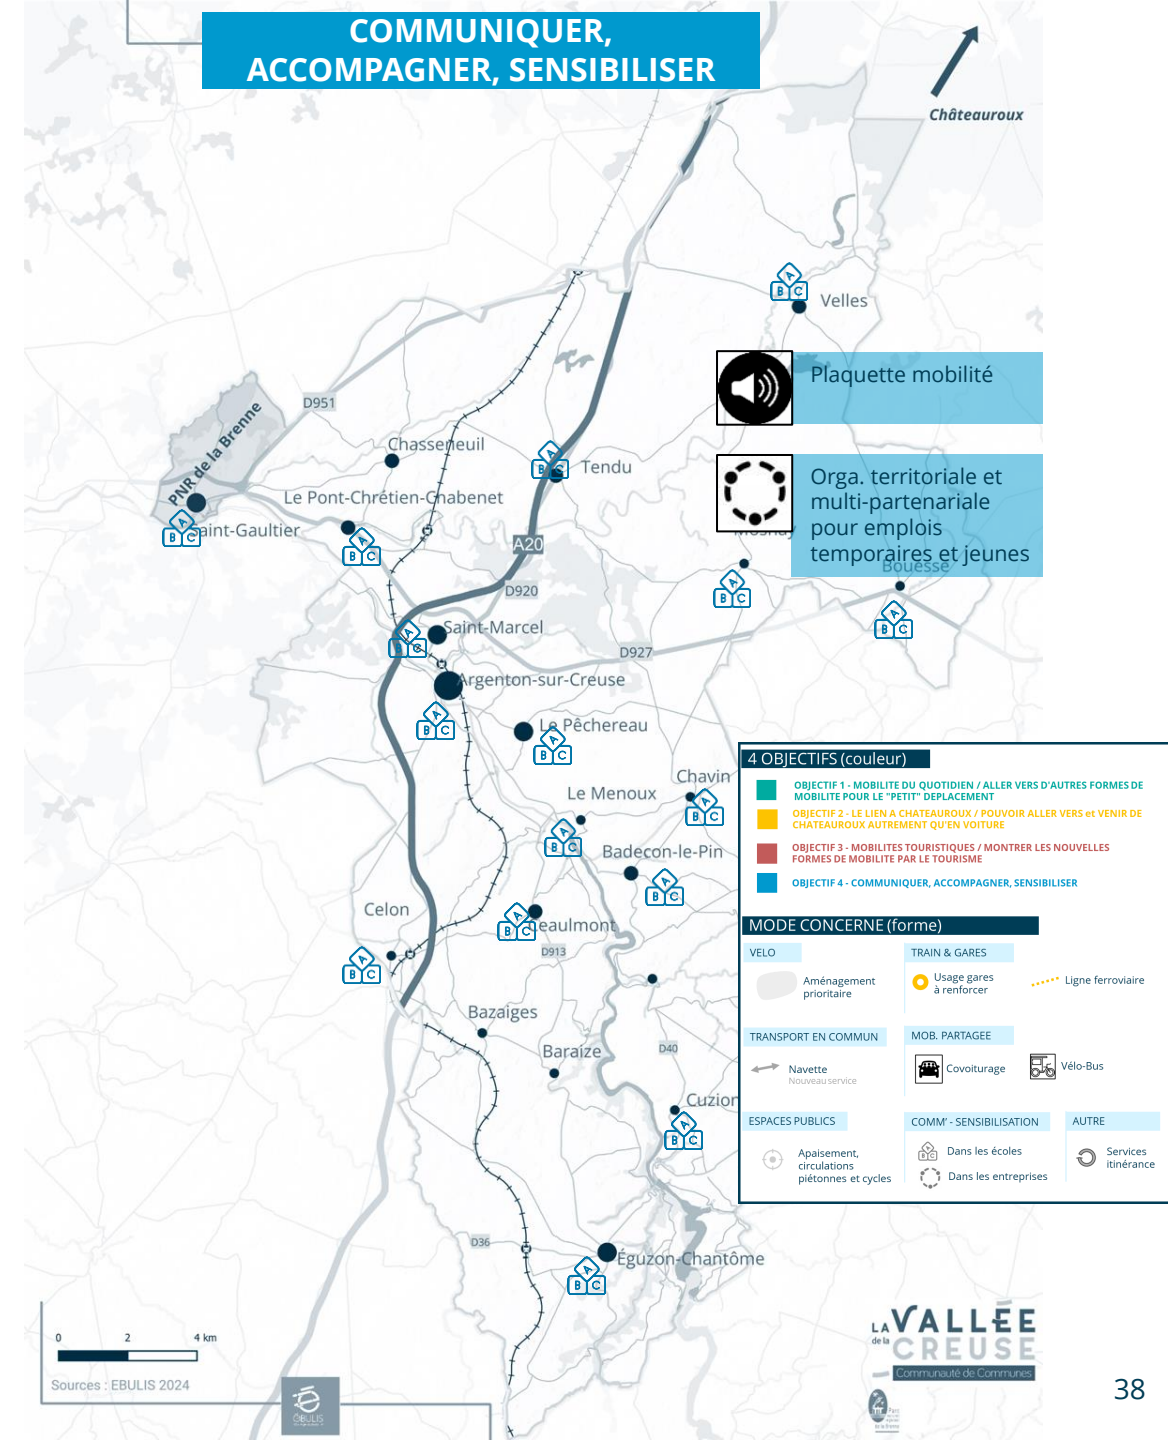 COMMUNIQUER,
ACCOMPAGNER, SENSIBILISER
Châteauroux
A
B C
Velles
Plaquette mobilité
D951
PNR de la Brenne
Chasseneuil
A
B C
Tendu
Orga. territoriale et
multi-partenariale
pour emplois
temporaires et jeunes
Le Pont-Chrétien-Chabenet
A
B C
Saint-Gaultier
A
B C
A20
Mosnay
Bouesse
A
B C
A
B C
D920
Saint-Marcel
A
B C
D927
Argenton-sur-Creuse
A
B C
Le Pêchereau
A
B C
Chavin
A
B C
Le Menoux
A
B C
Badecon-le-Pin
A
B C
Celon
A
B C
Ceaulmont
A
B C
D913
Bazaiges
Baraize
D40
Cuzion
A
B C
D36
Éguzon-Chantôme
A
B C
4 OBJECTIFS (couleur)
OBJECTIF 1 - MOBILITE DU QUOTIDIEN / ALLER VERS D'AUTRES FORMES DE
MOBILITE POUR LE "PETIT" DEPLACEMENT
OBJECTIF 2 - LE LIEN A CHATEAUROUX / POUVOIR ALLER VERS et VENIR DE
CHATEAUROUX AUTREMENT QU'EN VOITURE
OBJECTIF 3 - MOBILITES TOURISTIQUES / MONTRER LES NOUVELLES
FORMES DE MOBILITE PAR LE TOURISME
OBJECTIF 4 - COMMUNIQUER, ACCOMPAGNER, SENSIBILISER
MODE CONCERNE (forme)
VELO
Aménagement
prioritaire
TRAIN & GARES
Usage gares
à renforcer
Ligne ferroviaire
TRANSPORT EN COMMUN
Navette
Nouveau service
MOB. PARTAGEE
Covoiturage
Vélo-Bus
ESPACES PUBLICS
Apaisement,
circulations
piétonnes et cycles
COMM' - SENSIBILISATION
A
B C
Dans les écoles
Dans les entreprises
AUTRE
Services
itinérance
0 2 4 km
Sources : EBULIS 2024
ÉBULIS
LA VALLÉE
de la CREUSE
Communauté de Communes
38